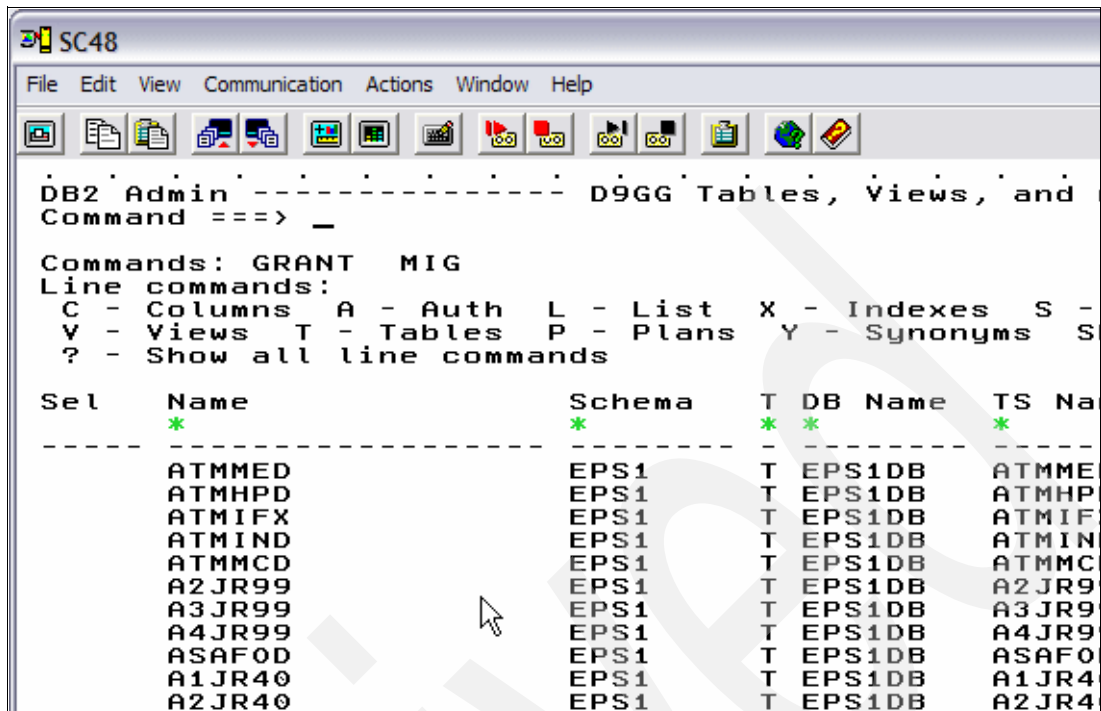 SC48
File Edit View Communication Actions Window Help
DB2 Admin --------------- D9GG Tables, Views, and
Command ===> _
Commands: GRANT MIG
Line commands:
C - Columns A - Auth L - List X - Indexes S -
V - Views T - Tables P - Plans Y - Synonyms
? - Show all line commands
Sel Name Schema T DB Name TS
* * * * *
----- ------------------ -------- - -------- -----
ATMMED EPS1 T EPS1DB
ATMHPD EPS1 T EPS1DB
ATMIFX EPS1 T EPS1DB
ATMIND EPS1 T EPS1DB
ATMMCD EPS1 T EPS1DB
A2JR99 EPS1 T EPS1DB
A3JR99 EPS1 T EPS1DB
A4JR99 EPS1 T EPS1DB
ASAFOD EPS1 T EPS1DB
A1JR40 EPS1 T EPS1DB
A2JR40 EPS1 T EPS1DB